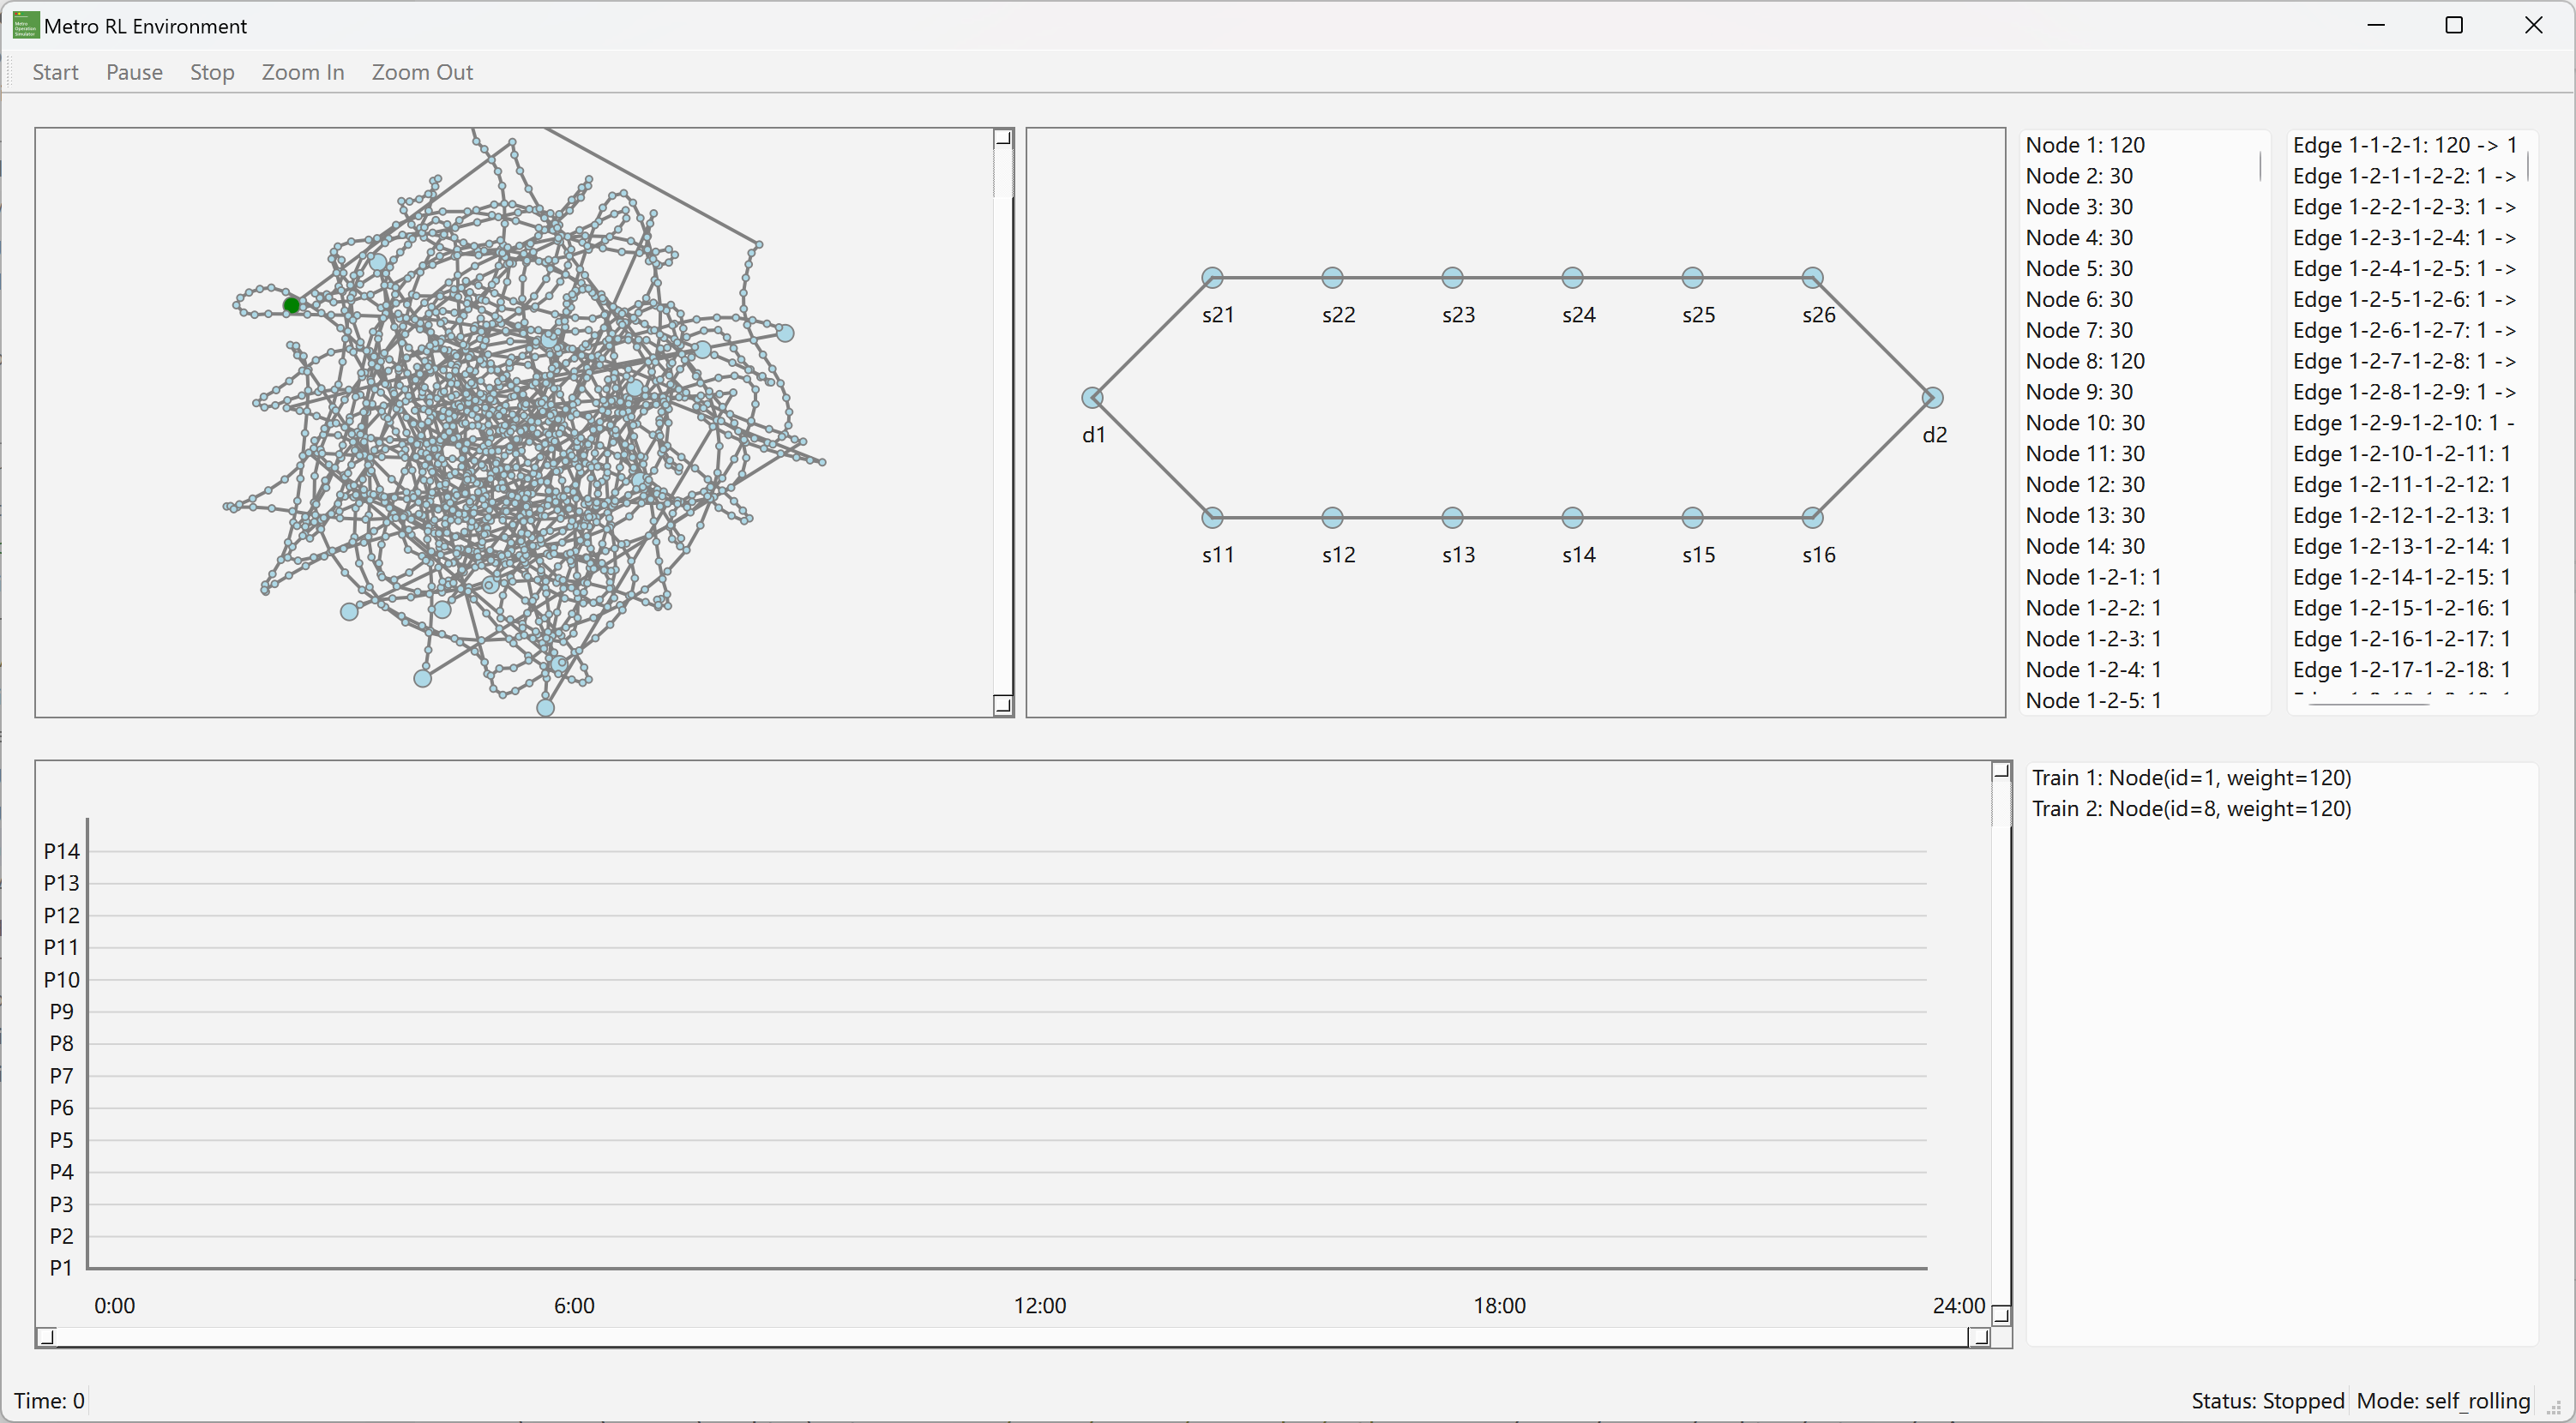 Metro RL Environment
Start Pause Stop Zoom In Zoom Out
s21 s22 s23 s24 s25 s26
d1 d2
s11 s12 s13 s14 s15 s16
Node 1: 120
Node 2: 30
Node 3: 30
Node 4: 30
Node 5: 30
Node 6: 30
Node 7: 30
Node 8: 120
Node 9: 30
Node 10: 30
Node 11: 30
Node 12: 30
Node 13: 30
Node 14: 30
Node 1-2-1: 1
Node 1-2-2: 1
Node 1-2-3: 1
Node 1-2-4: 1
Node 1-2-5: 1
Edge 1-1-2-1: 120 -> 1
Edge 1-2-1-1-2-2: 1 ->
Edge 1-2-2-1-2-3: 1 ->
Edge 1-2-3-1-2-4: 1 ->
Edge 1-2-4-1-2-5: 1 ->
Edge 1-2-5-1-2-6: 1 ->
Edge 1-2-6-1-2-7: 1 ->
Edge 1-2-7-1-2-8: 1 ->
Edge 1-2-8-1-2-9: 1 ->
Edge 1-2-9-1-2-10: 1 -
Edge 1-2-10-1-2-11: 1
Edge 1-2-11-1-2-12: 1
Edge 1-2-12-1-2-13: 1
Edge 1-2-13-1-2-14: 1
Edge 1-2-14-1-2-15: 1
Edge 1-2-15-1-2-16: 1
Edge 1-2-16-1-2-17: 1
Edge 1-2-17-1-2-18: 1
P14
P13
P12
P11
P10
P9
P8
P7
P6
P5
P4
P3
P2
P1
0:00 6:00 12:00 18:00 24:00
Train 1: Node(id=1, weight=120)
Train 2: Node(id=8, weight=120)
Time: 0
Status: Stopped Mode: self_rolling